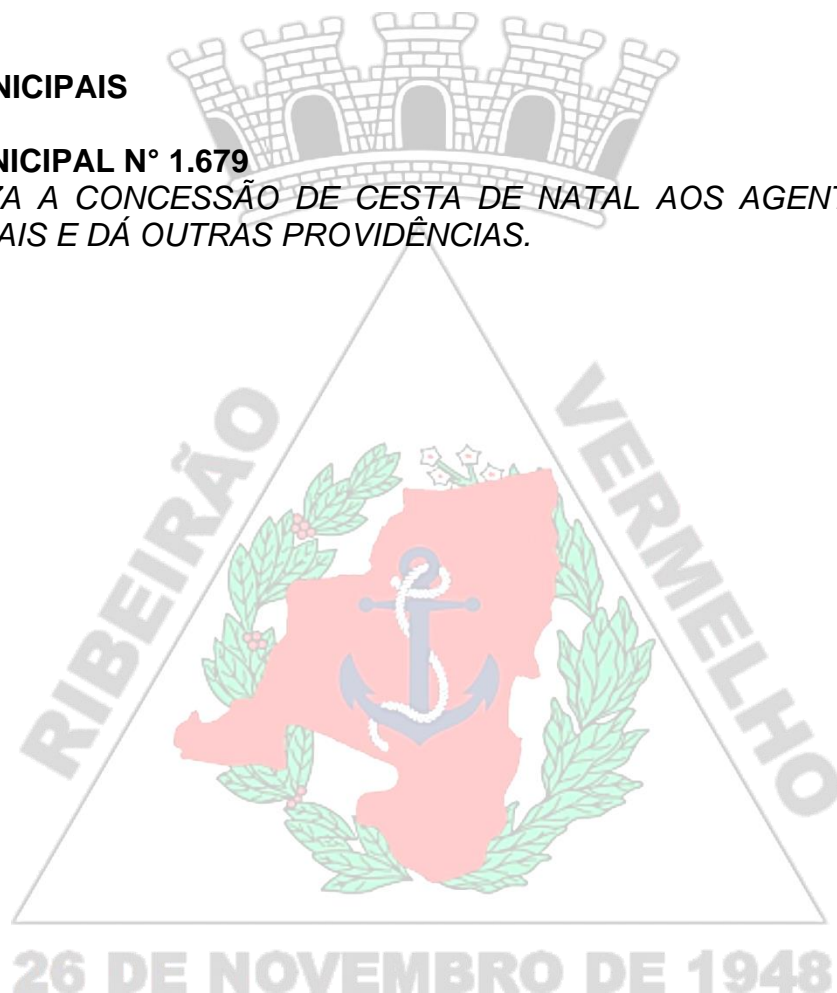 NICIPAIS
NICIPAL N° 1.679
ZA A CONCESSÃO DE CESTA DE NATAL AOS AGENT
AIS E DÁ OUTRAS PROVIDÊNCIAS.
RIBEIRÃO
VERMELHO
26 DE NOVEMBRO DE 1948